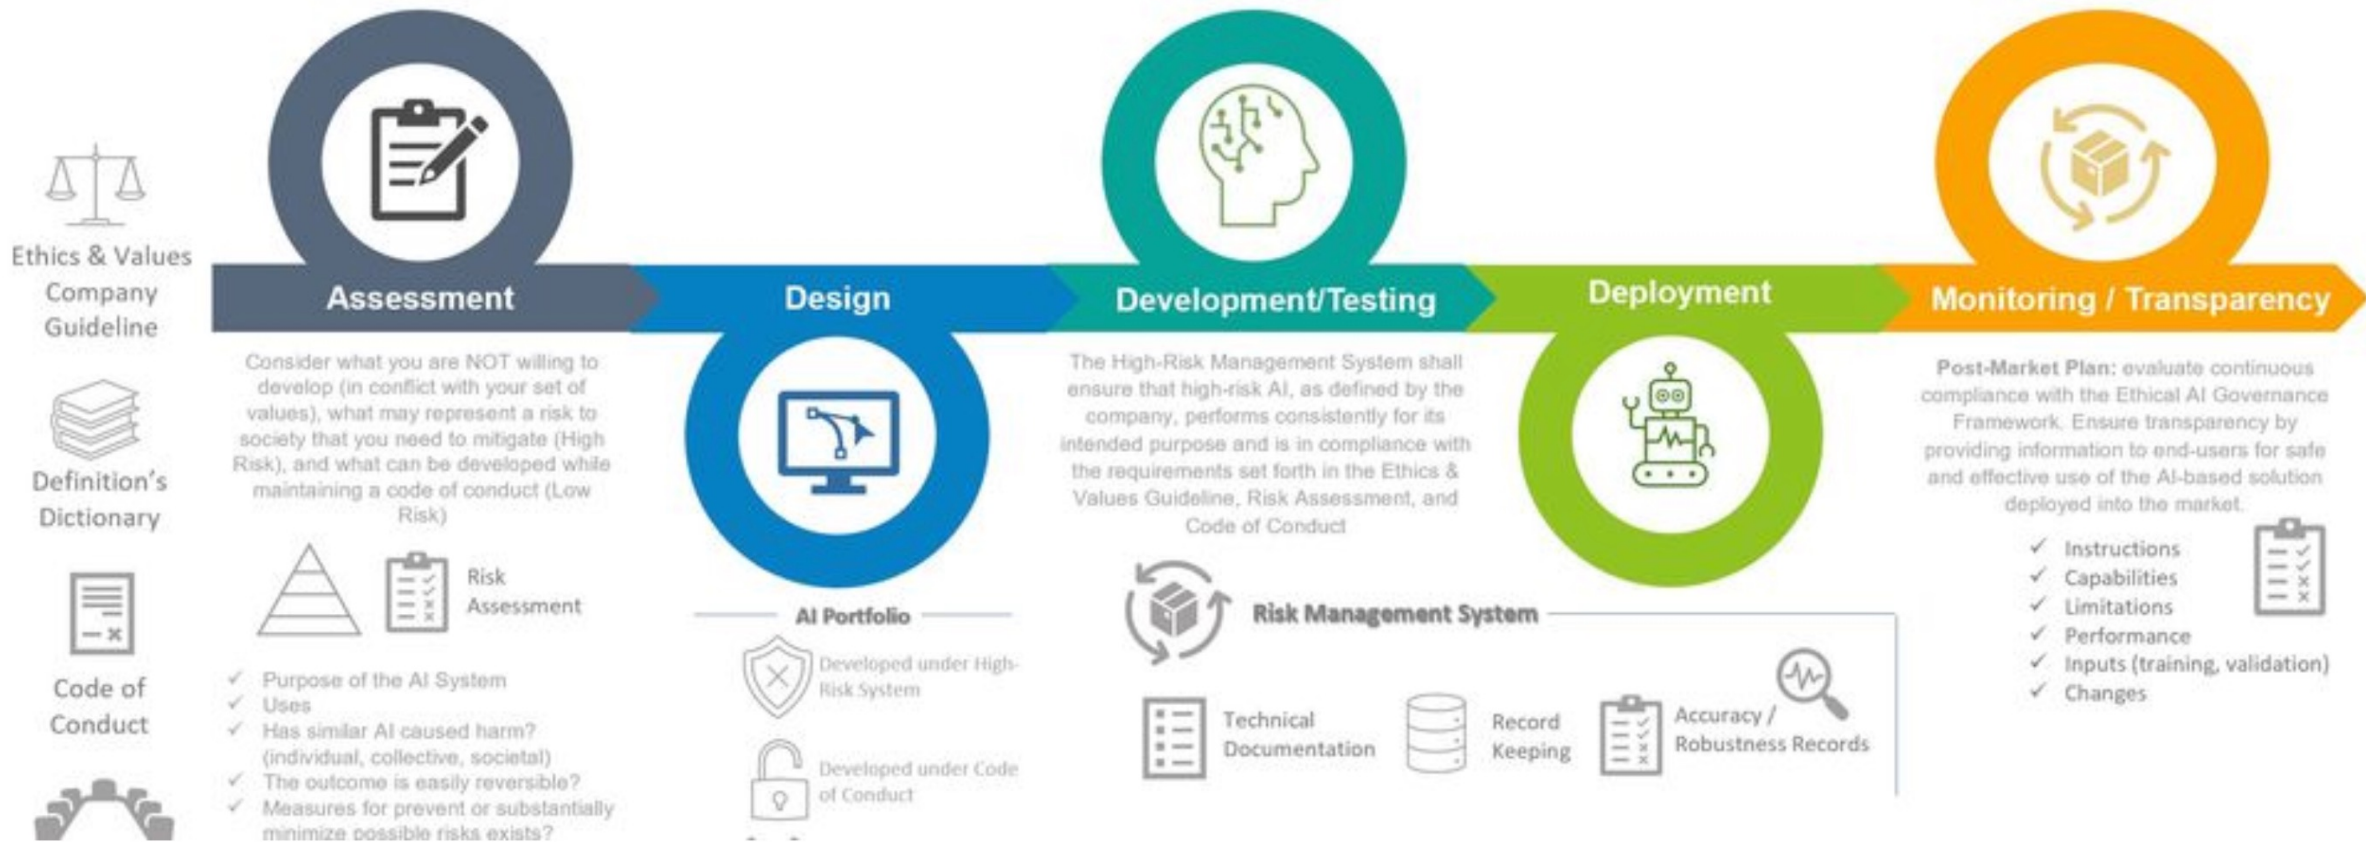 Ethics & Values
Company
Guideline
Definition's
Dictionary
Code of
Conduct
Assessment
Consider what you are NOT willing to
develop (in conflict with your set of
values), what may represent a risk to
society that you need to mitigate (High
Risk), and what can be developed while
maintaining a code of conduct (Low
Risk)
Risk
Assessment
✓ Purpose of the AI System
✓ Uses
✓ Has similar AI caused harm?
(individual, collective, societal)
✓ The outcome is easily reversible?
✓ Measures for prevent or substantially
minimize possible risks exists?
Design
AI Portfolio
Developed under High-
Risk System
Developed under Code
of Conduct
Development/Testing
The High-Risk Management System shall
ensure that high-risk AI, as defined by the
company, performs consistently for its
intended purpose and is in compliance with
the requirements set forth in the Ethics &
Values Guideline, Risk Assessment, and
Code of Conduct
Risk Management System
Technical
Documentation
Record
Keeping
Accuracy /
Robustness Records
Deployment
Monitoring / Transparency
Post-Market Plan: evaluate continuous
compliance with the Ethical AI Governance
Framework. Ensure transparency by
providing information to end-users for safe
and effective use of the AI-based solution
deployed into the market.
✓ Instructions
✓ Capabilities
✓ Limitations
✓ Performance
✓ Inputs (training, validation)
✓ Changes